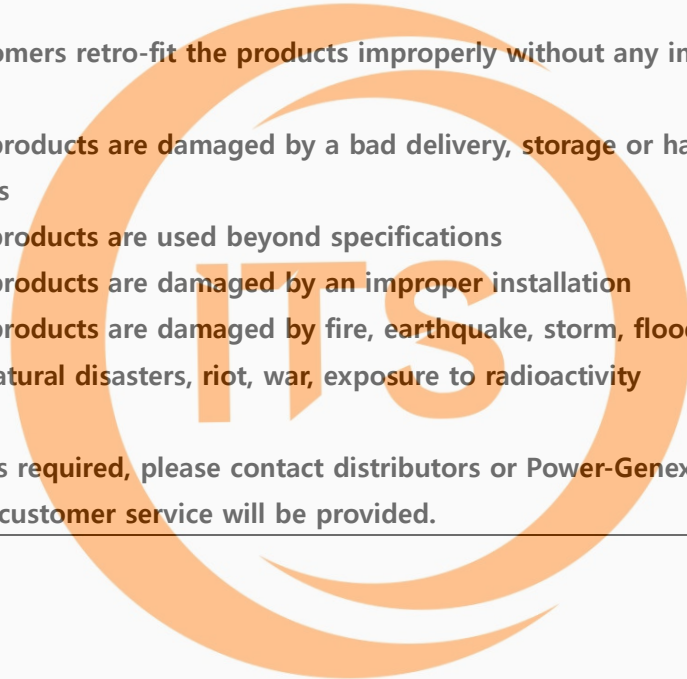 omers retro-fit the products improperly without any in
products are damaged by a bad delivery, storage or ha
s
products are used beyond specifications
products are damaged by an improper installation
products are damaged by fire, earthquake, storm, flood
atural disasters, riot, war, exposure to radioactivity
ITS
s required, please contact distributors or Power-Genex
customer service will be provided.